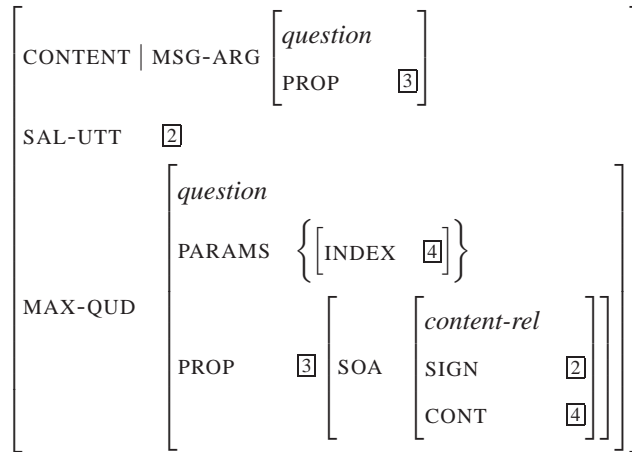 question
CONTENT | MSG-ARG
PROP 3
SAL-UTT 2
question
PARAMS { [ INDEX 4 ] }
MAX-QUD
content-rel
PROP 3 SOA SIGN 2
CONT 4